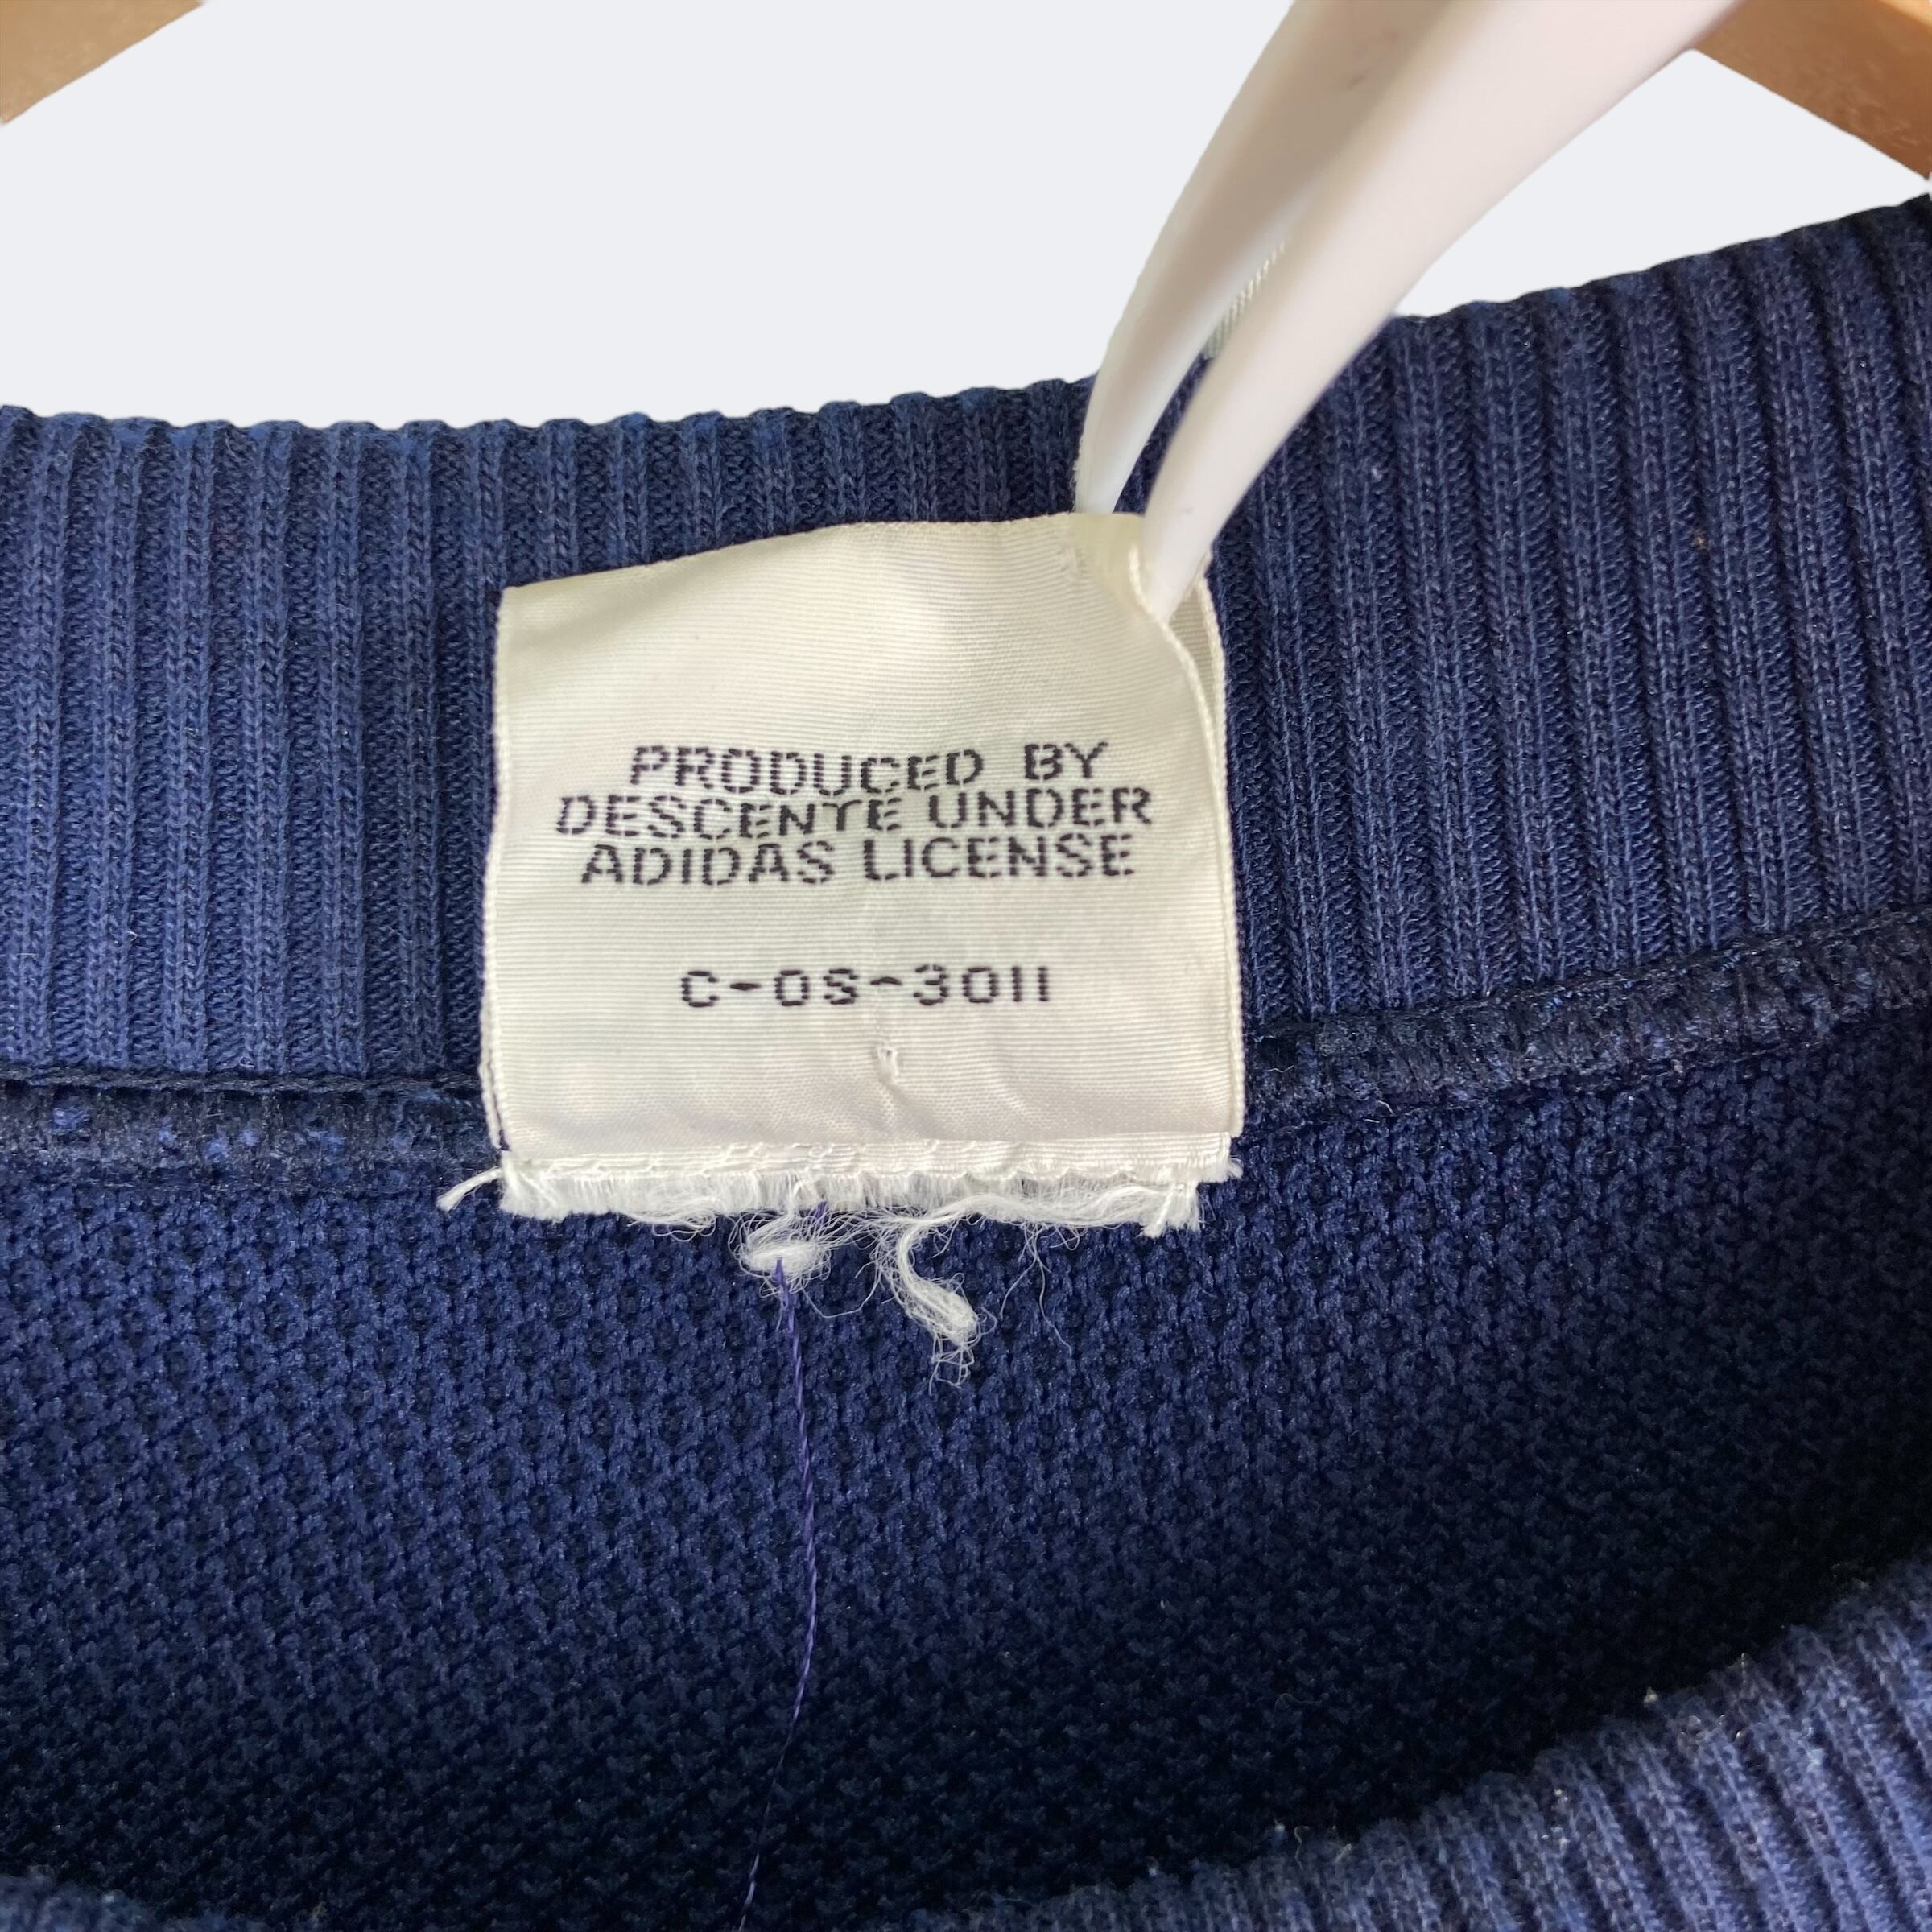 PRODUCED BY
DESCENTE UNDER
ADIDAS LICENSE
C-OS-3011